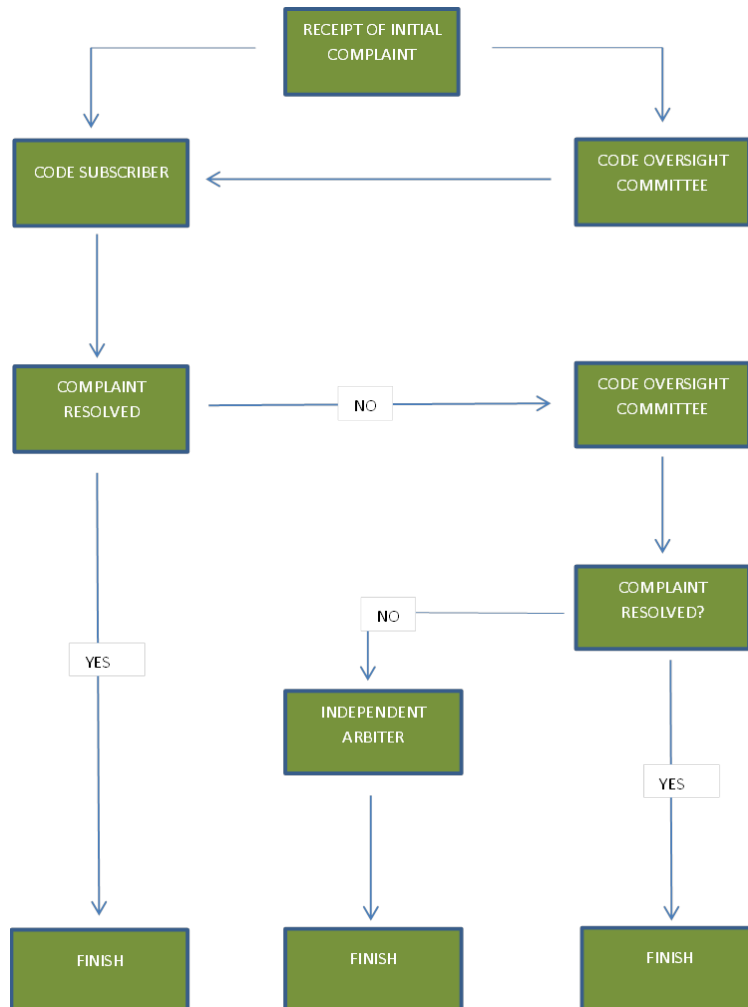 RECEIPT OF INITIAL
COMPLAINT
CODE SUBSCRIBER
CODE OVERSIGHT
COMMITTEE
COMPLAINT
RESOLVED
NO
CODE OVERSIGHT
COMMITTEE
COMPLAINT
RESOLVED?
NO
YES
INDEPENDENT
ARBITER
YES
FINISH
FINISH
FINISH